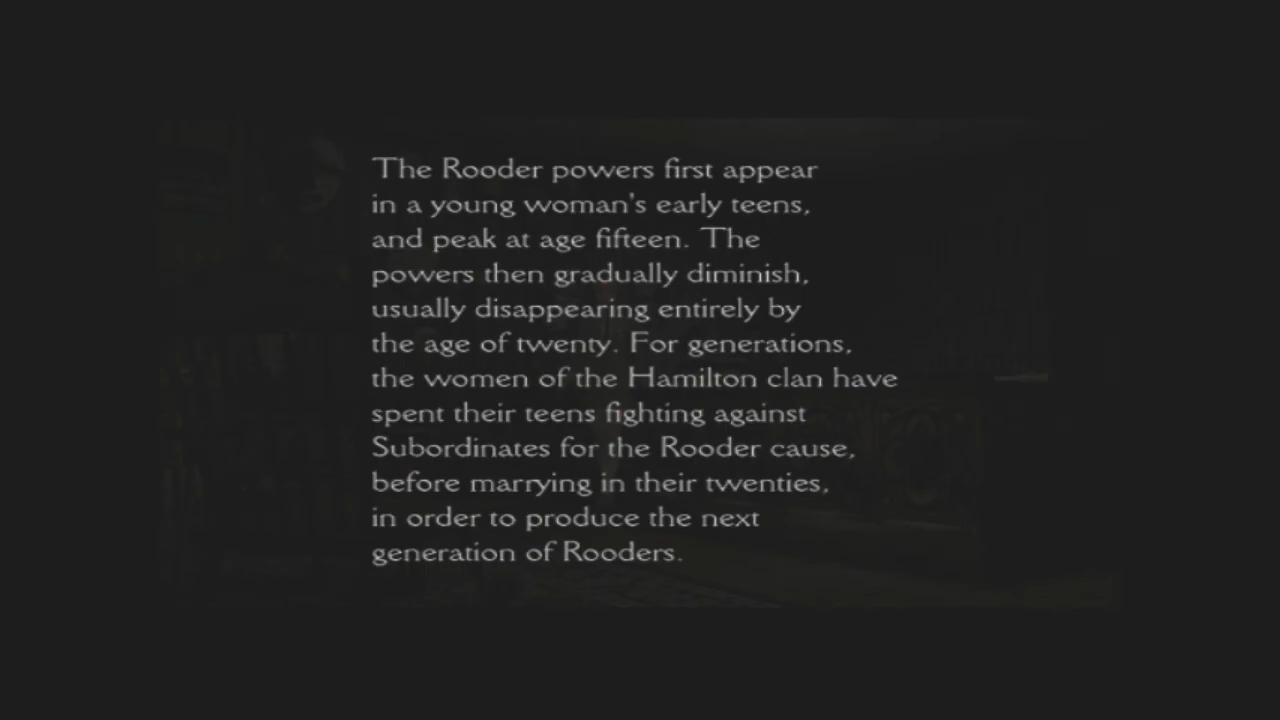 The Rooder powers first appear
in a young woman's early teens,
and peak at age fifteen. The
powers then gradually diminish,
usually disappearing entirely by
the age of twenty. For generations,
the women of the Hamilton clan have
spent their teens fighting against
Subordinates for the Rooder cause,
before marrying in their twenties,
in order to produce the next
generation of Rooders.